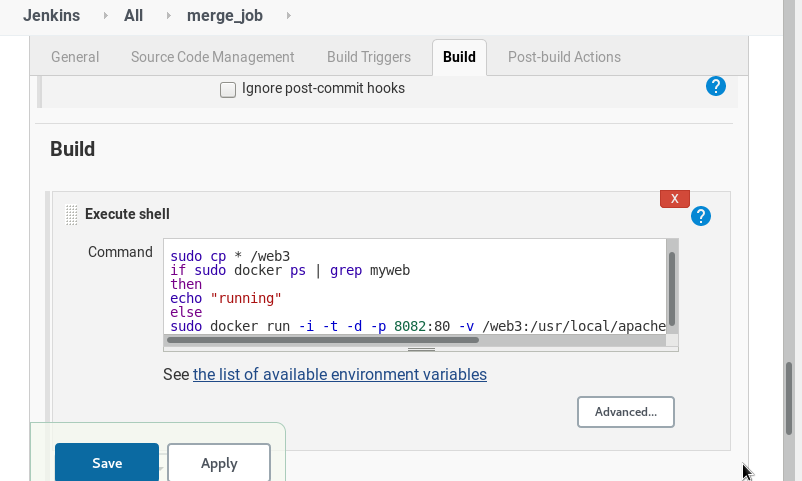 Jenkins All merge_job
General Source Code Management Build Triggers Build Post-build Actions
Ignore post-commit hooks ?
Build
X
Execute shell ?
Command
sudo cp * /web3
if sudo docker ps | grep myweb
then
echo "running"
else
sudo docker run -i -t -d -p 8082:80 -v /web3:/usr/local/apache
See the list of available environment variables
Advanced...
Save Apply